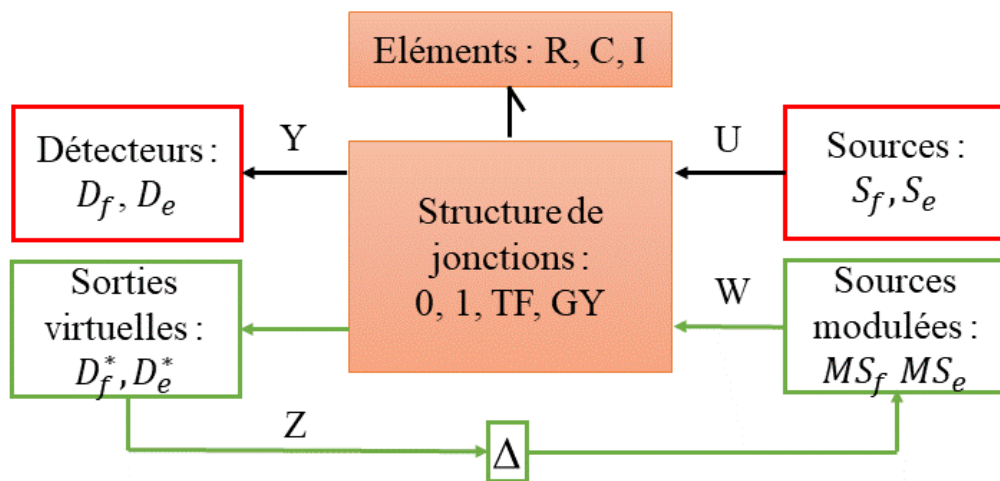 Eléments : R, C, I
Détecteurs :
D_f, D_e
Y
Structure de
jonctions :
0, 1, TF, GY
U
Sources :
S_f, S_e
Sorties
virtuelles :
D_f^*, D_e^*
W
Sources
modulées :
MS_f MS_e
Z
Δ